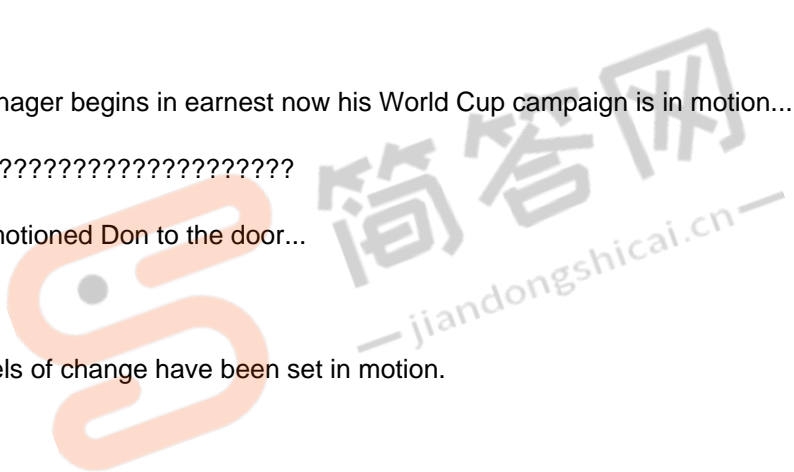 nager begins in earnest now his World Cup campaign is in motion...
????????????????????
notioned Don to the door...
els of change have been set in motion.
简答网
— jiandongshicai.cn —